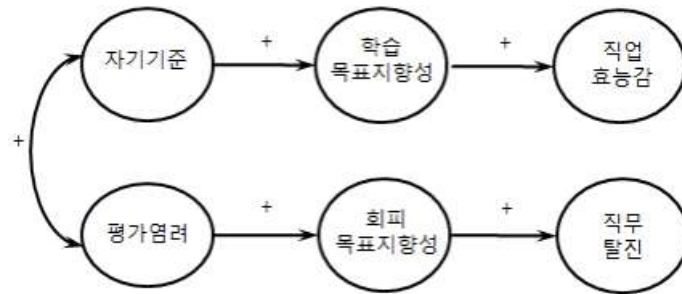 자기기준
+
학습
목표지향성
+
직업
효능감
+
평가염려
+
회피
목표지향성
+
직무
탈진